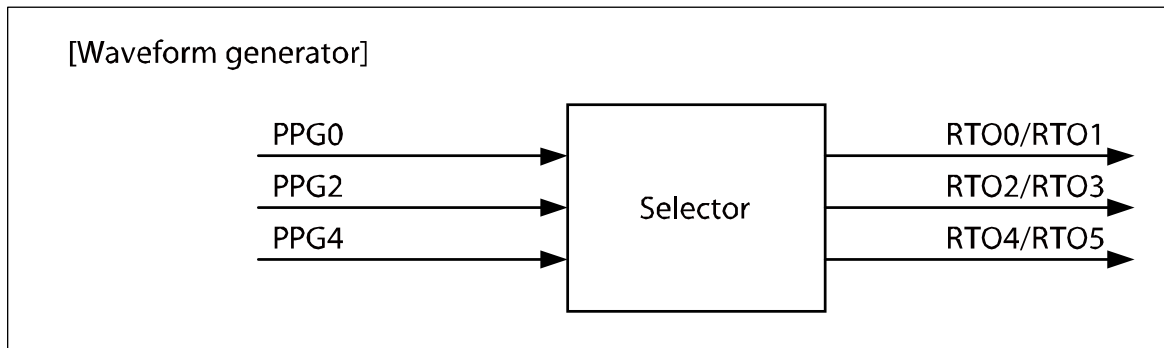 [Waveform generator]
PPG0
RTO0/RTO1
PPG2
Selector
RTO2/RTO3
PPG4
RTO4/RTO5